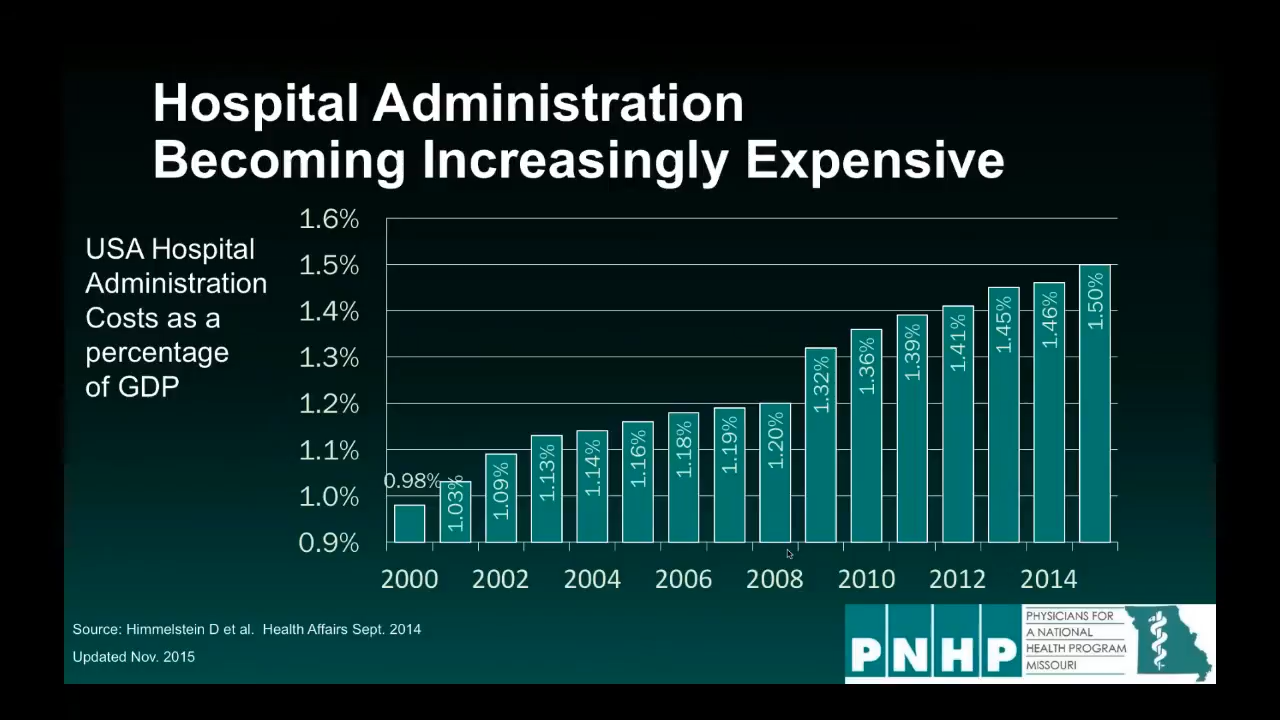 Hospital Administration
Becoming Increasingly Expensive
USA Hospital
Administration
Costs as a
percentage
of GDP
1.6%
1.5%
1.4%
1.3%
1.2%
1.1%
1.0%
0.9%
0.98%
1.03%
1.09%
1.13%
1.14%
1.16%
1.18%
1.19%
1.20%
1.32%
1.36%
1.39%
1.41%
1.45%
1.46%
1.50%
2000 2002 2004 2006 2008 2010 2012 2014
Source: Himmelstein D et al. Health Affairs Sept. 2014
Updated Nov. 2015
PNHP
PHYSICIANS FOR
A NATIONAL
HEALTH PROGRAM
MISSOURI